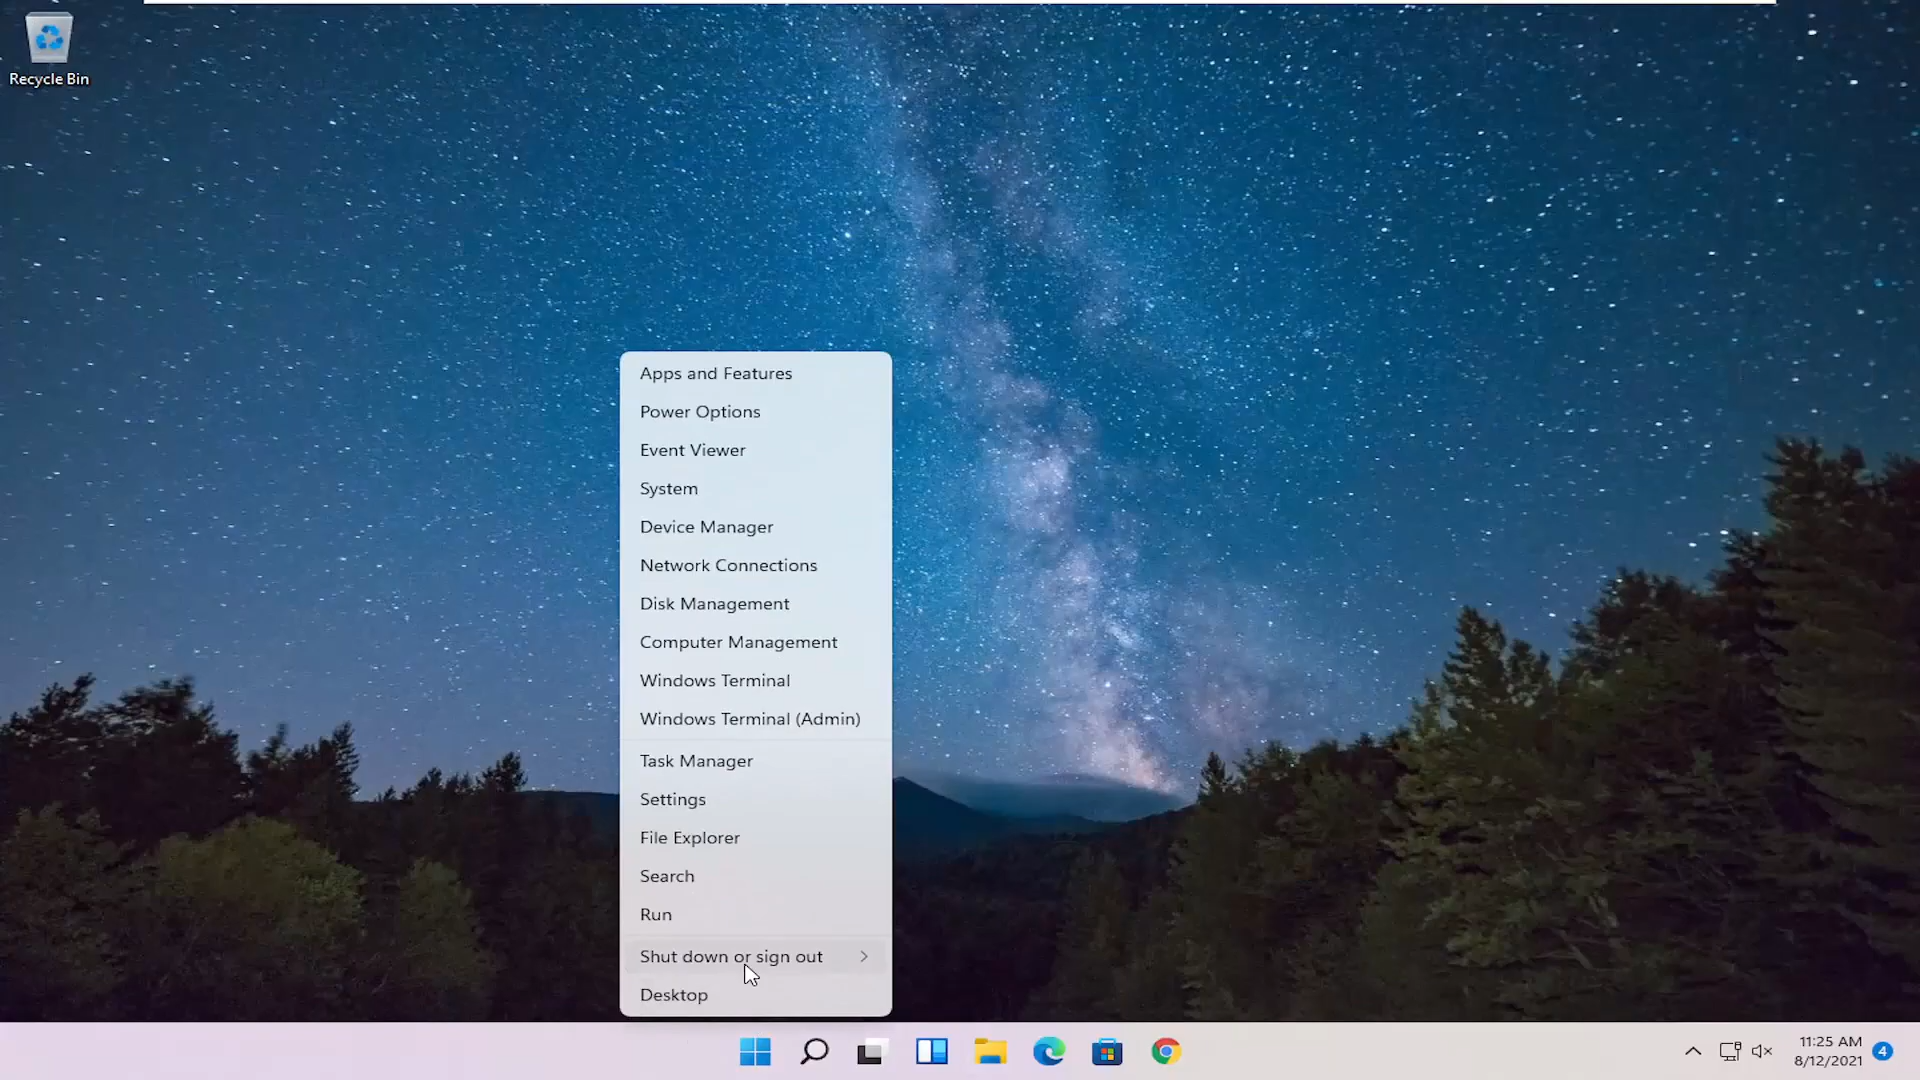 Recycle Bin
Apps and Features
Power Options
Event Viewer
System
Device Manager
Network Connections
Disk Management
Computer Management
Windows Terminal
Windows Terminal (Admin)
Task Manager
Settings
File Explorer
Search
Run
Shut down or sign out
Desktop
11:25 AM
8/12/2021
4